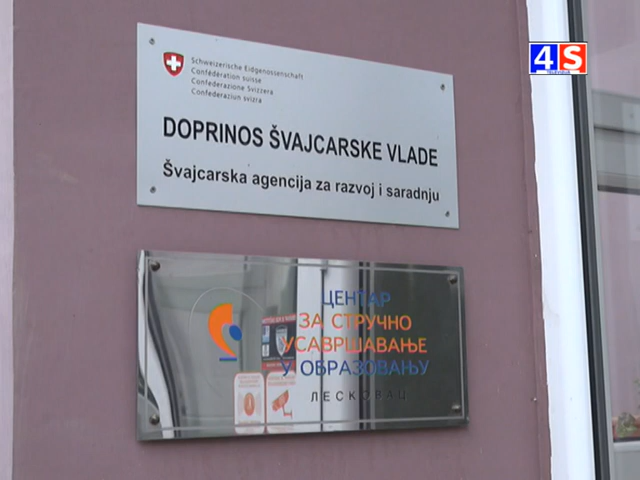 4S
Schweizerische Eidgenossenschaft
Confédération suisse
Confederazione Svizzera
Confederaziun svizra
DOPRINOS ŠVAJCARSKE VLADE
Švajcarska agencija za razvoj i saradnju
ЦЕНТАР
ЗА СТРУЧНО
УСАВРШАВАЊЕ
У ОБРАЗОВАЊУ
ЛЕСКОВАЦ